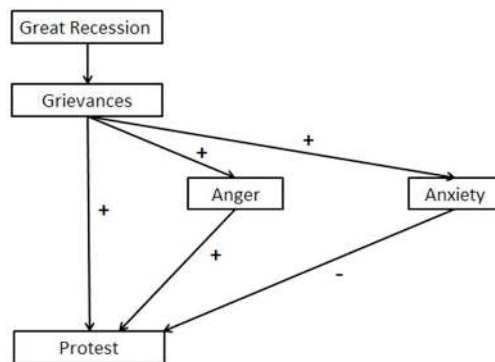 Great Recession
Grievances
+
+
Anger
Anxiety
+
+
-
Protest